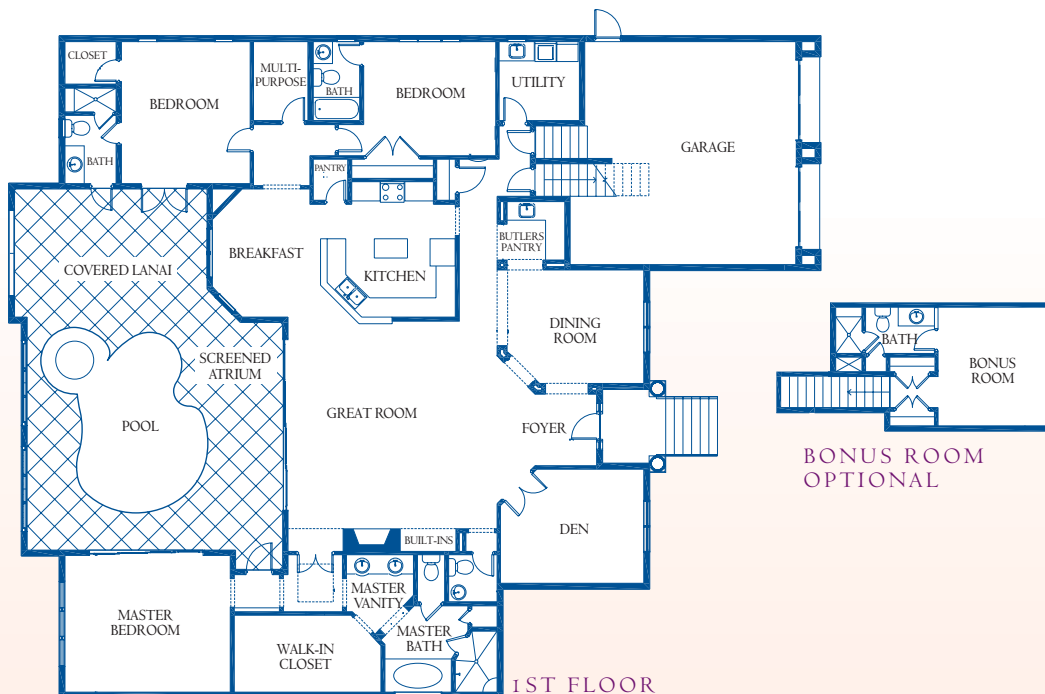 CLOSET
MULTI-
PURPOSE
BATH
BEDROOM
BEDROOM
UTILITY
GARAGE
BATH
PANTRY
BUTLERS
PANTRY
BREAKFAST
KITCHEN
COVERED LANAI
DINING
ROOM
SCREENED
ATRIUM
BATH
BONUS
ROOM
POOL
GREAT ROOM
FOYER
BONUS ROOM
OPTIONAL
DEN
BUILT-INS
MASTER
VANITY
MASTER
BEDROOM
WALK-IN
CLOSET
MASTER
BATH
1ST FLOOR